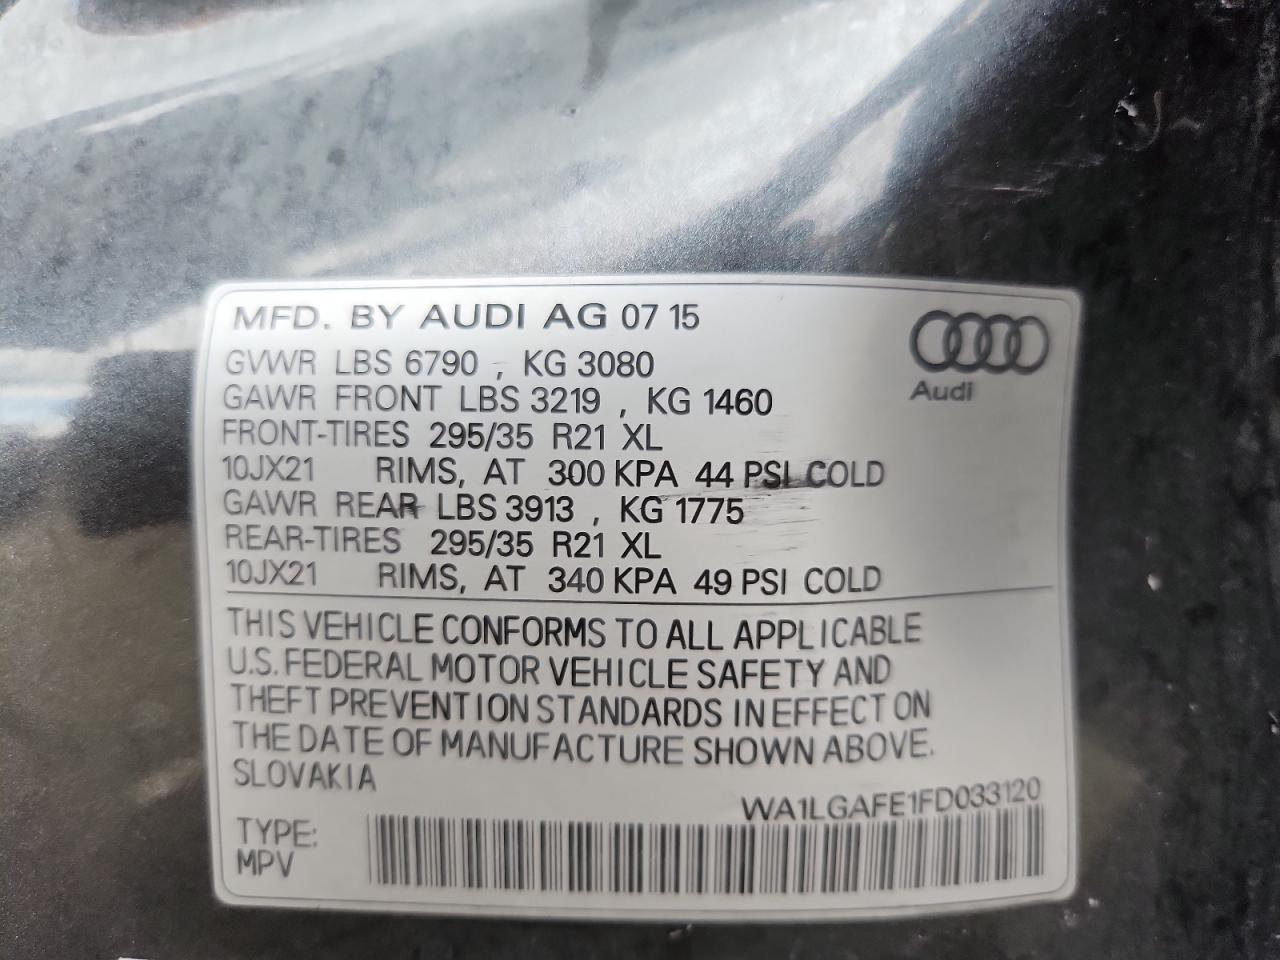 MFD. BY AUDI AG 07 15
GVWR LBS 6790 , KG 3080
GAWR FRONT LBS 3219 , KG 1460
FRONT-TIRES 295/35 R21 XL
10JX21 RIMS, AT 300 KPA 44 PSI COLD
GAWR REAR LBS 3913 , KG 1775
REAR-TIRES 295/35 R21 XL
10JX21 RIMS, AT 340 KPA 49 PSI COLD
Audi
THIS VEHICLE CONFORMS TO ALL APPLICABLE
U.S. FEDERAL MOTOR VEHICLE SAFETY AND
THEFT PREVENTION STANDARDS IN EFFECT ON
THE DATE OF MANUFACTURE SHOWN ABOVE.
SLOVAKIA
WA1LGAFE1FD033120
TYPE:
MPV